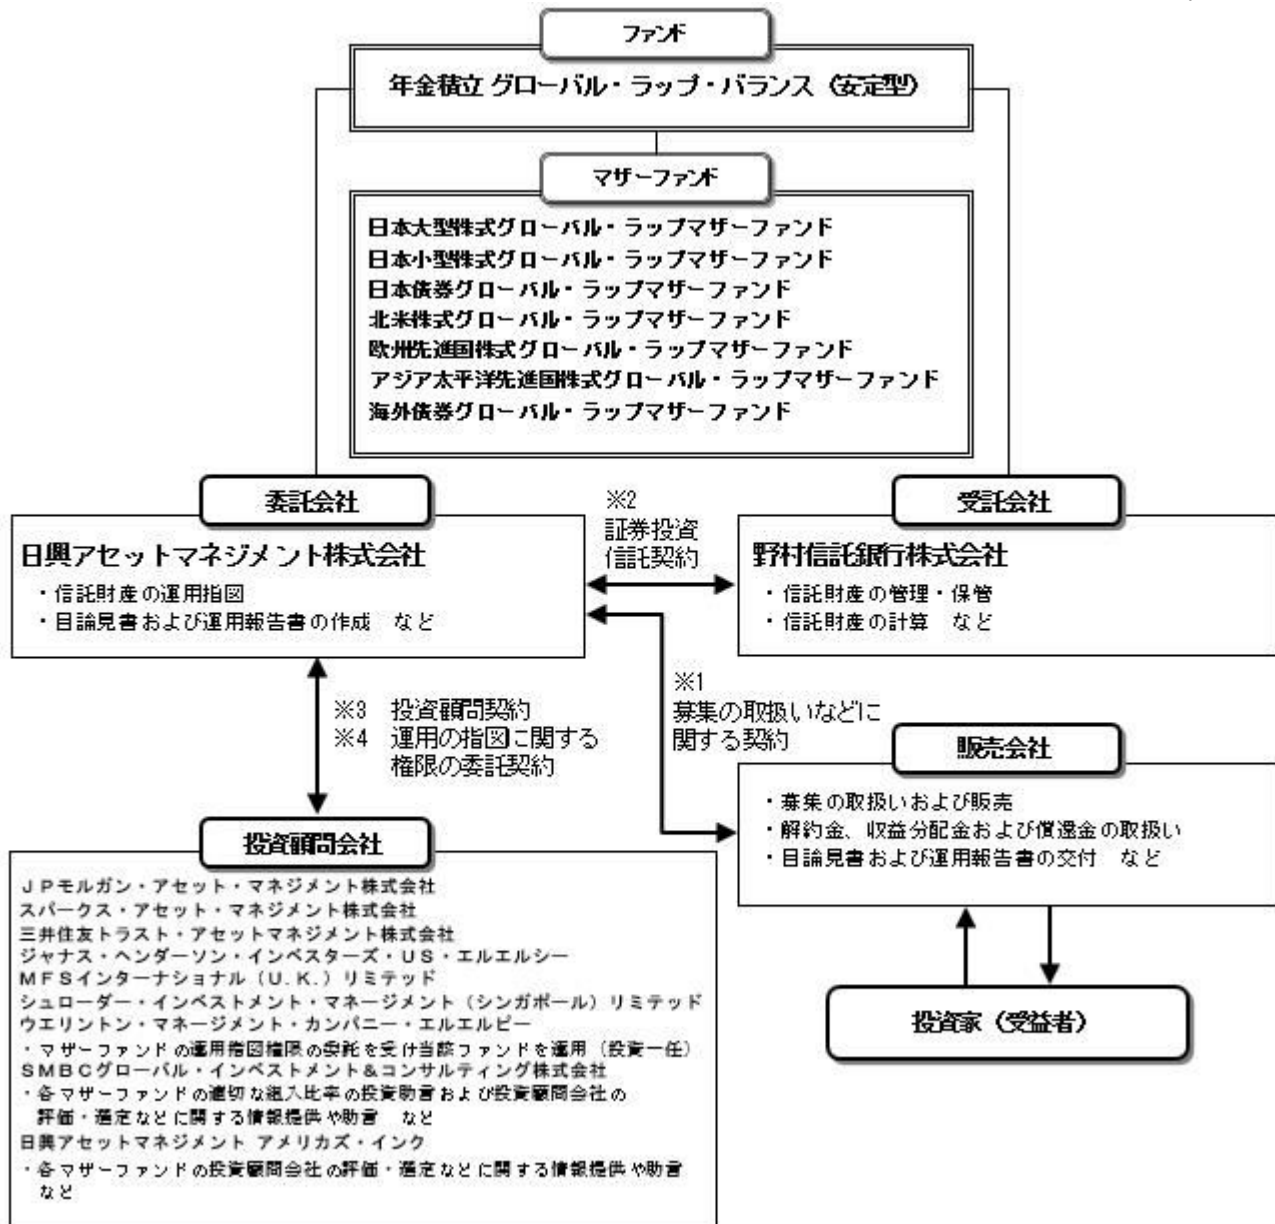 ファンド
年金積立 グローバル・ラップ・バランス（安定型）
マザーファンド
日本大型株式グローバル・ラップマザーファンド
日本小型株式グローバル・ラップマザーファンド
日本債券グローバル・ラップマザーファンド
北米株式グローバル・ラップマザーファンド
欧州先進国株式グローバル・ラップマザーファンド
アジア太平洋先進国株式グローバル・ラップマザーファンド
海外債券グローバル・ラップマザーファンド
委託会社
日興アセットマネジメント株式会社
・信託財産の運用指図
・目論見書および運用報告書の作成　など
※2
証券投資
信託契約
受託会社
野村信託銀行株式会社
・信託財産の管理・保管
・信託財産の計算　など
※3　投資顧問契約
※4　運用の指図に関する
権限の委託契約
※1
募集の取扱いなどに
関する契約
販売会社
・募集の取扱いおよび販売
・解約金、収益分配金および償還金の取扱い
・目論見書および運用報告書の交付　など
投資家（受益者）
投資顧問会社
ＪＰモルガン・アセット・マネジメント株式会社
スパークス・アセット・マネジメント株式会社
三井住友トラスト・アセットマネジメント株式会社
ジャナス・ヘンダーソン・インベスターズ・ＵＳ・エルエルシー
ＭＦＳインターナショナル（Ｕ.Ｋ.）リミテッド
シュローダー・インベストメント・マネージメント（シンガポール）リミテッド
ウエリントン・マネージメント・カンパニー・エルエルピー
・マザーファンドの運用指図権限の委託を受け当該ファンドを運用（投資一任）
ＳＭＢＣグローバル・インベストメント＆コンサルティング株式会社
・各マザーファンドの適切な組入比率の投資助言および投資顧問会社の
評価・選定などに関する情報提供や助言　など
日興アセットマネジメント アメリカズ・インク
・各マザーファンドの投資顧問会社の評価・選定などに関する情報提供や助言
など